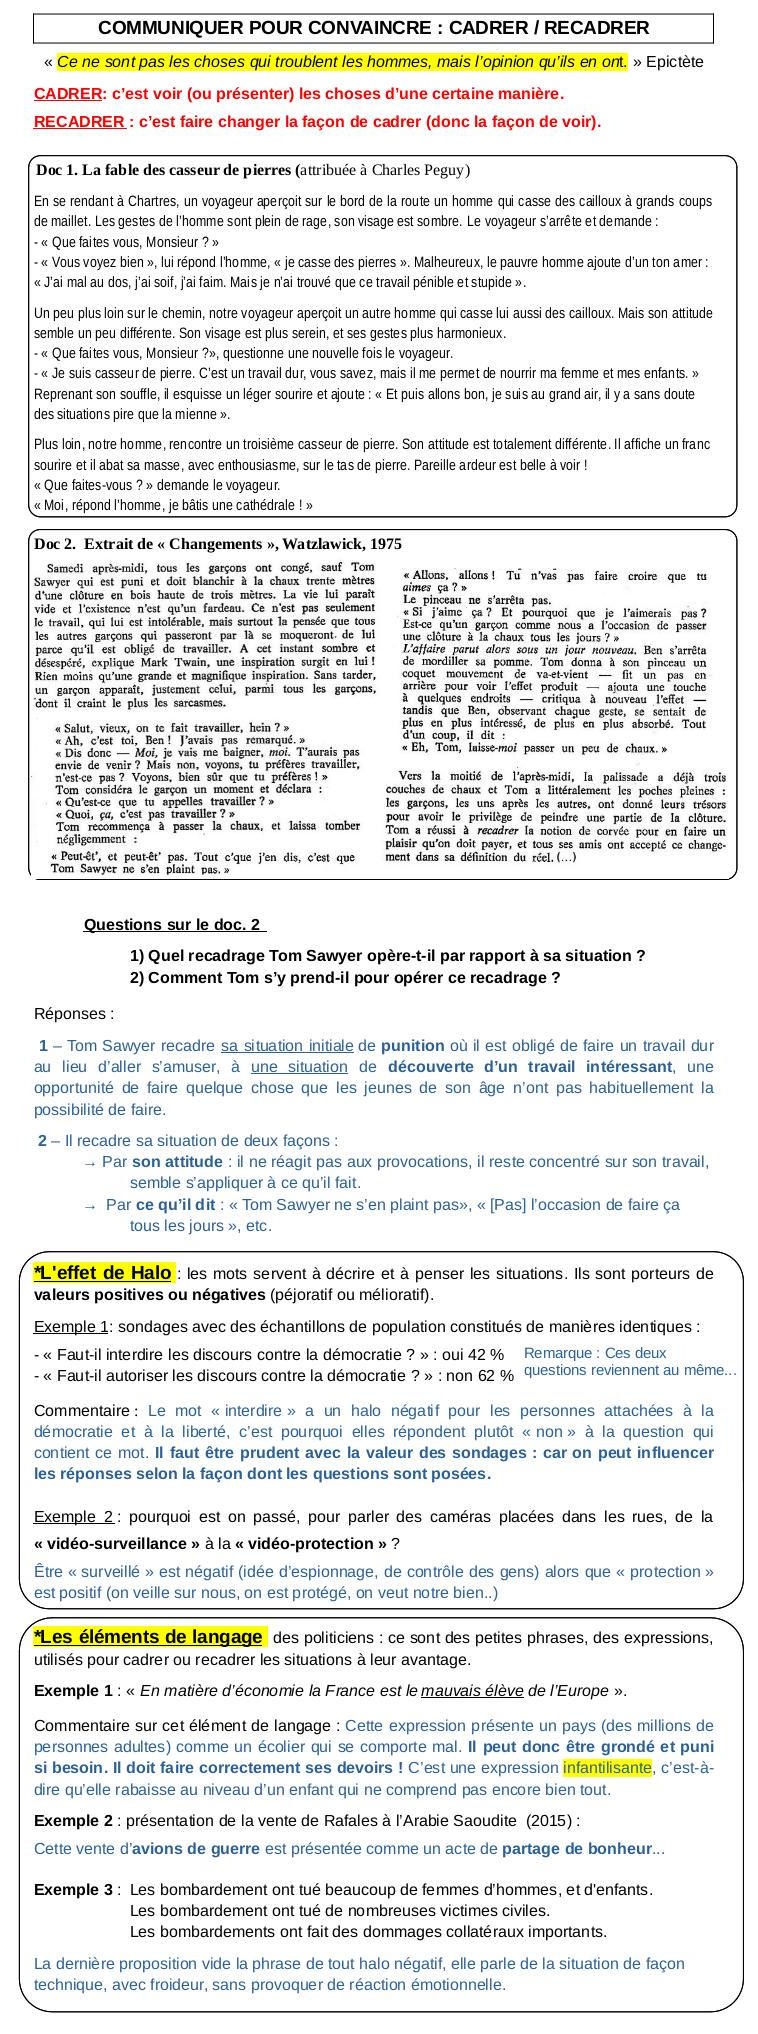 COMMUNIQUER POUR CONVAINCRE : CADRER / RECADRER
« Ce ne sont pas les choses qui troublent les hommes, mais l'opinion qu'ils en ont. » Epictète
CADRER: c'est voir (ou présenter) les choses d'une certaine manière.
RECADRER : c'est faire changer la façon de cadrer (donc la façon de voir).
Doc 1. La fable des casseur de pierres (attribuée à Charles Peguy)
En se rendant à Chartres, un voyageur aperçoit sur le bord de la route un homme qui casse des cailloux à grands coups
de maillet. Les gestes de l'homme sont plein de rage, son visage est sombre. Le voyageur s'arrête et demande :
- « Que faites vous, Monsieur ? »
- « Vous voyez bien », lui répond l'homme, « je casse des pierres ». Malheureux, le pauvre homme ajoute d'un ton amer :
« J'ai mal au dos, j'ai soif, j'ai faim. Mais je n'ai trouvé que ce travail pénible et stupide ».
Un peu plus loin sur le chemin, notre voyageur aperçoit un autre homme qui casse lui aussi des cailloux. Mais son attitude
semble un peu différente. Son visage est plus serein, et ses gestes plus harmonieux.
- « Que faites vous, Monsieur ?», questionne une nouvelle fois le voyageur.
- « Je suis casseur de pierre. C'est un travail dur, vous savez, mais il me permet de nourrir ma femme et mes enfants. »
Reprenant son souffle, il esquisse un léger sourire et ajoute : « Et puis allons bon, je suis au grand air, il y a sans doute
des situations pire que la mienne ».
Plus loin, notre homme, rencontre un troisième casseur de pierre. Son attitude est totalement différente. Il affiche un franc
sourire et il abat sa masse, avec enthousiasme, sur le tas de pierre. Pareille ardeur est belle à voir !
« Que faites-vous ? » demande le voyageur.
« Moi, répond l'homme, je bâtis une cathédrale ! »
Doc 2. Extrait de « Changements », Watzlawick, 1975
Samedi après-midi, tous les garçons ont congé, sauf Tom
Sawyer qui est puni et doit blanchir à la chaux trente mètres
d'une clôture en bois haute de trois mètres. La vie lui paraît
vide et l'existence n'est qu'un fardeau. Ce n'est pas seulement
le travail, qui lui est intolérable, mais surtout la pensée que tous
les autres garçons qui passeront par là se moqueront de lui
parce qu'il est obligé de travailler. A cet instant sombre et
désespéré, explique Mark Twain, une inspiration surgit en lui !
Rien moins qu'une grande et magnifique inspiration. Sans tarder,
un garçon apparaît, justement celui, parmi tous les garçons,
dont il craint le plus les sarcasmes.
« Salut, vieux, on te fait travailler, hein ? »
« Ah, c'est toi, Ben ! J'avais pas remarqué. »
« Dis donc — Moi, je vais me baigner, moi. T'aurais pas
envie de venir ? Mais non, voyons, tu préfères travailler,
n'est-ce pas ? Voyons, bien sûr que tu préfères ! »
Tom considéra le garçon un moment et déclara :
« Qu'est-ce que tu appelles travailler ? »
« Quoi, ça, c'est pas travailler ? »
Tom recommença à passer la chaux, et laissa tomber
négligemment :
« Peut-êt', et peut-êt' pas. Tout c'que j'en dis, c'est que
Tom Sawyer ne s'en plaint pas. »
« Allons, allons ! Tu n'vas pas faire croire que tu
aimes ça ? »
Le pinceau ne s'arrêta pas.
« Si j'aime ça ? Et pourquoi que je l'aimerais pas ?
Est-ce qu'un garçon comme nous a l'occasion de passer
une clôture à la chaux tous les jours ? »
L'affaire parut alors sous un jour nouveau. Ben s'arrêta
de mordiller sa pomme. Tom donna à son pinceau un
coquet mouvement de va-et-vient — fit un pas en
arrière pour voir l'effet produit — ajouta une touche
à quelques endroits — critiqua à nouveau l'effet —
tandis que Ben, observant chaque geste, se sentait de
plus en plus intéressé, de plus en plus absorbé. Tout
d'un coup, il dit :
« Eh, Tom, laisse-moi passer un peu de chaux. »
Vers la moitié de l'après-midi, la palissade a déjà trois
couches de chaux et Tom a littéralement les poches pleines :
les garçons, les uns après les autres, ont donné leurs trésors
pour avoir le privilège de peindre une partie de la clôture.
Tom a réussi à recadrer la notion de corvée pour en faire un
plaisir qu'on doit payer, et tous ses amis ont accepté ce change-
ment dans sa définition du réel. (...)
Questions sur le doc. 2
1) Quel recadrage Tom Sawyer opère-t-il par rapport à sa situation ?
2) Comment Tom s'y prend-il pour opérer ce recadrage ?
Réponses :
1 – Tom Sawyer recadre sa situation initiale de punition où il est obligé de faire un travail dur
au lieu d'aller s'amuser, à une situation de découverte d'un travail intéressant, une
opportunité de faire quelque chose que les jeunes de son âge n'ont pas habituellement la
possibilité de faire.
2 – Il recadre sa situation de deux façons :
→ Par son attitude : il ne réagit pas aux provocations, il reste concentré sur son travail,
semble s'appliquer à ce qu'il fait.
→ Par ce qu'il dit : « Tom Sawyer ne s'en plaint pas», « [Pas] l'occasion de faire ça
tous les jours », etc.
*L'effet de Halo : les mots servent à décrire et à penser les situations. Ils sont porteurs de
valeurs positives ou négatives (péjoratif ou mélioratif).
Exemple 1: sondages avec des échantillons de population constitués de manières identiques :
- « Faut-il interdire les discours contre la démocratie ? » : oui 42 %
- « Faut-il autoriser les discours contre la démocratie ? » : non 62 %
Remarque : Ces deux
questions reviennent au même...
Commentaire : Le mot « interdire » a un halo négatif pour les personnes attachées à la
démocratie et à la liberté, c'est pourquoi elles répondent plutôt « non » à la question qui
contient ce mot. Il faut être prudent avec la valeur des sondages : car on peut influencer
les réponses selon la façon dont les questions sont posées.
Exemple 2 : pourquoi est on passé, pour parler des caméras placées dans les rues, de la
« vidéo-surveillance » à la « vidéo-protection » ?
Être « surveillé » est négatif (idée d'espionnage, de contrôle des gens) alors que « protection »
est positif (on veille sur nous, on est protégé, on veut notre bien..)
*Les éléments de langage des politiciens : ce sont des petites phrases, des expressions,
utilisés pour cadrer ou recadrer les situations à leur avantage.
Exemple 1 : « En matière d'économie la France est le mauvais élève de l'Europe ».
Commentaire sur cet élément de langage : Cette expression présente un pays (des millions de
personnes adultes) comme un écolier qui se comporte mal. Il peut donc être grondé et puni
si besoin. Il doit faire correctement ses devoirs ! C'est une expression infantilisante, c'est-à-
dire qu'elle rabaisse au niveau d'un enfant qui ne comprend pas encore bien tout.
Exemple 2 : présentation de la vente de Rafales à l'Arabie Saoudite (2015) :
Cette vente d'avions de guerre est présentée comme un acte de partage de bonheur...
Exemple 3 : Les bombardement ont tué beaucoup de femmes d'hommes, et d'enfants.
Les bombardement ont tué de nombreuses victimes civiles.
Les bombardements ont fait des dommages collatéraux importants.
La dernière proposition vide la phrase de tout halo négatif, elle parle de la situation de façon
technique, avec froideur, sans provoquer de réaction émotionnelle.